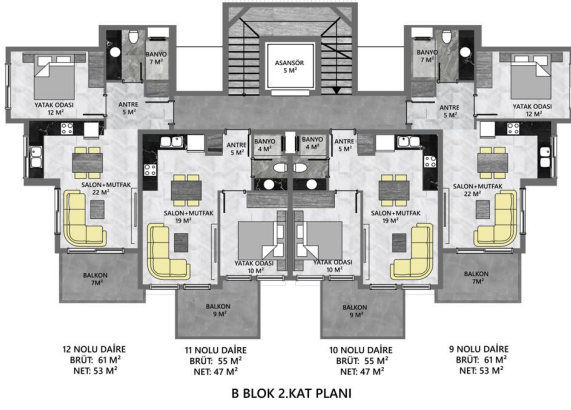 BANYO
7 M²
ASANSÖR
5 M²
BANYO
7 M²
YATAK ODASI
12 M²
ANTRE
5 M²
ANTRE
5 M²
YATAK ODASI
12 M²
ANTRE
5 M²
BANYO
4 M²
BANYO
4 M²
ANTRE
5 M²
SALON+MUTFAK
22 M²
SALON+MUTFAK
19 M²
SALON+MUTFAK
19 M²
SALON+MUTFAK
22 M²
YATAK ODASI
10 M²
YATAK ODASI
10 M²
BALKON
7M²
BALKON
9 M²
BALKON
9 M²
BALKON
7M²
12 NOLU DAİRE
BRÜT: 61 M²
NET: 53 M²
11 NOLU DAİRE
BRÜT: 55 M²
NET: 47 M²
10 NOLU DAİRE
BRÜT: 55 M²
NET: 47 M²
9 NOLU DAİRE
BRÜT: 61 M²
NET: 53 M²
B BLOK 2.KAT PLANI